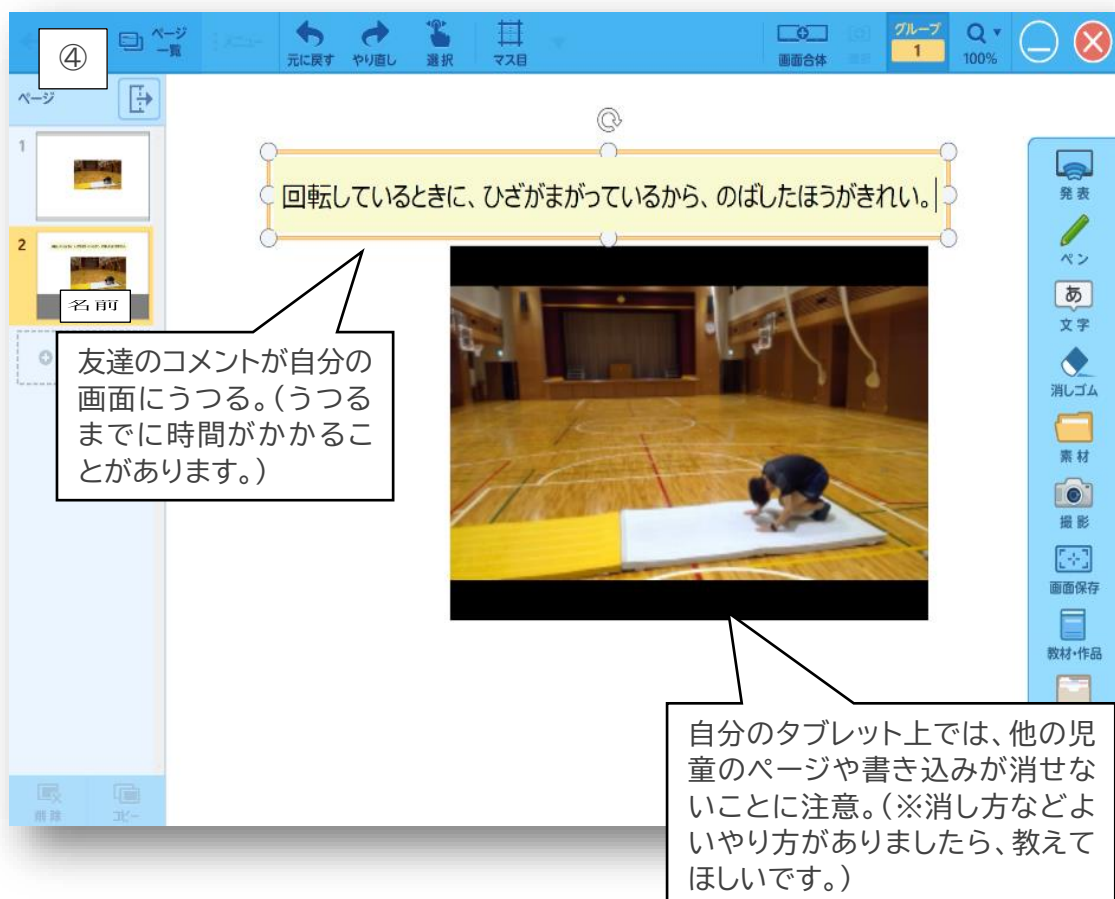 ④
ページ
一覧
メニュー
元に戻す
やり直し
選択
マス目
画面合体
グループ
1
100%
ページ
1
2
名前
回転しているときに、ひざがまがっているから、のばしたほうがきれい。
友達のコメントが自分の
画面にうつる。(うつる
までに時間がかかるこ
とがあります。)
自分のタブレット上では、他の児
童のページや書き込みが消せな
いことに注意。(※消し方などよ
いやり方がありましたら、教えて
ほしいです。)
発表
ペン
あ
文字
消しゴム
素材
撮影
画面保存
教材・作品
削除
コピー